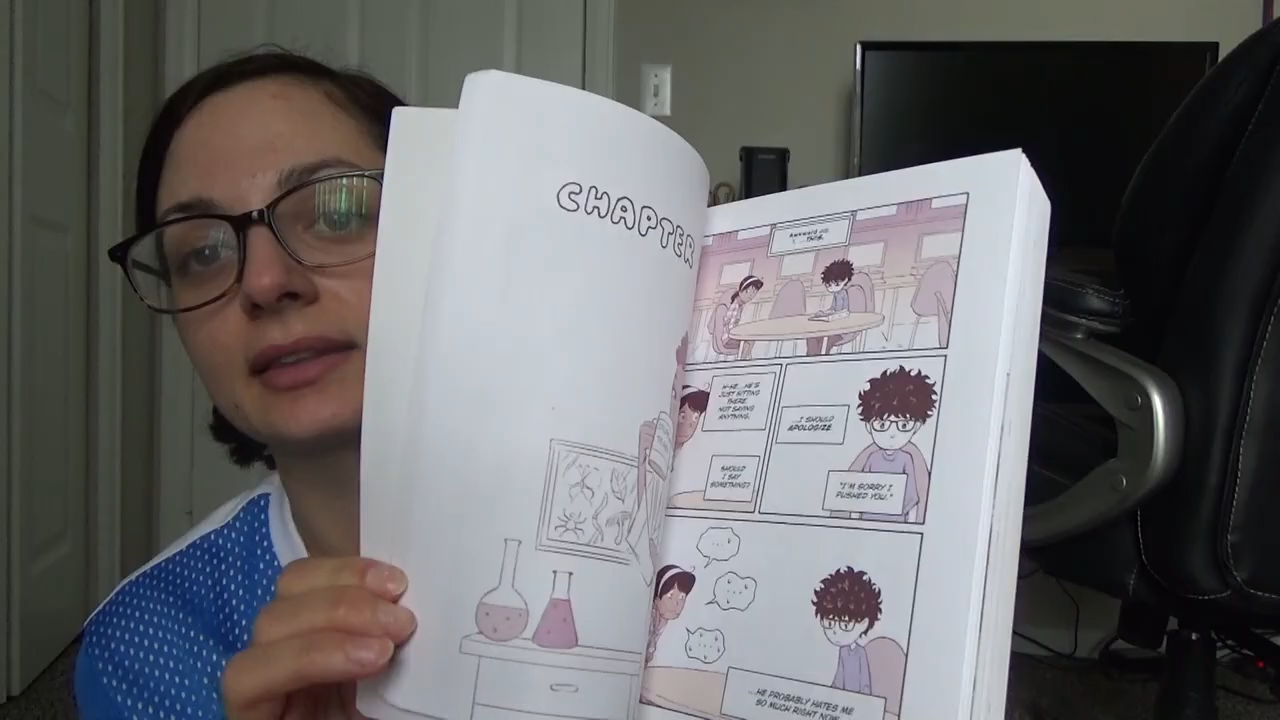 CHAPTER
H-HE...HE'S
JUST SITTING
THERE
NOT SAYING
ANYTHING.
SHOULD
I SAY
SOMETHING?
...I SHOULD
APOLOGIZE
"I'M SORRY I
PUSHED YOU."
...HE PROBABLY HATES ME
SO MUCH RIGHT NOW